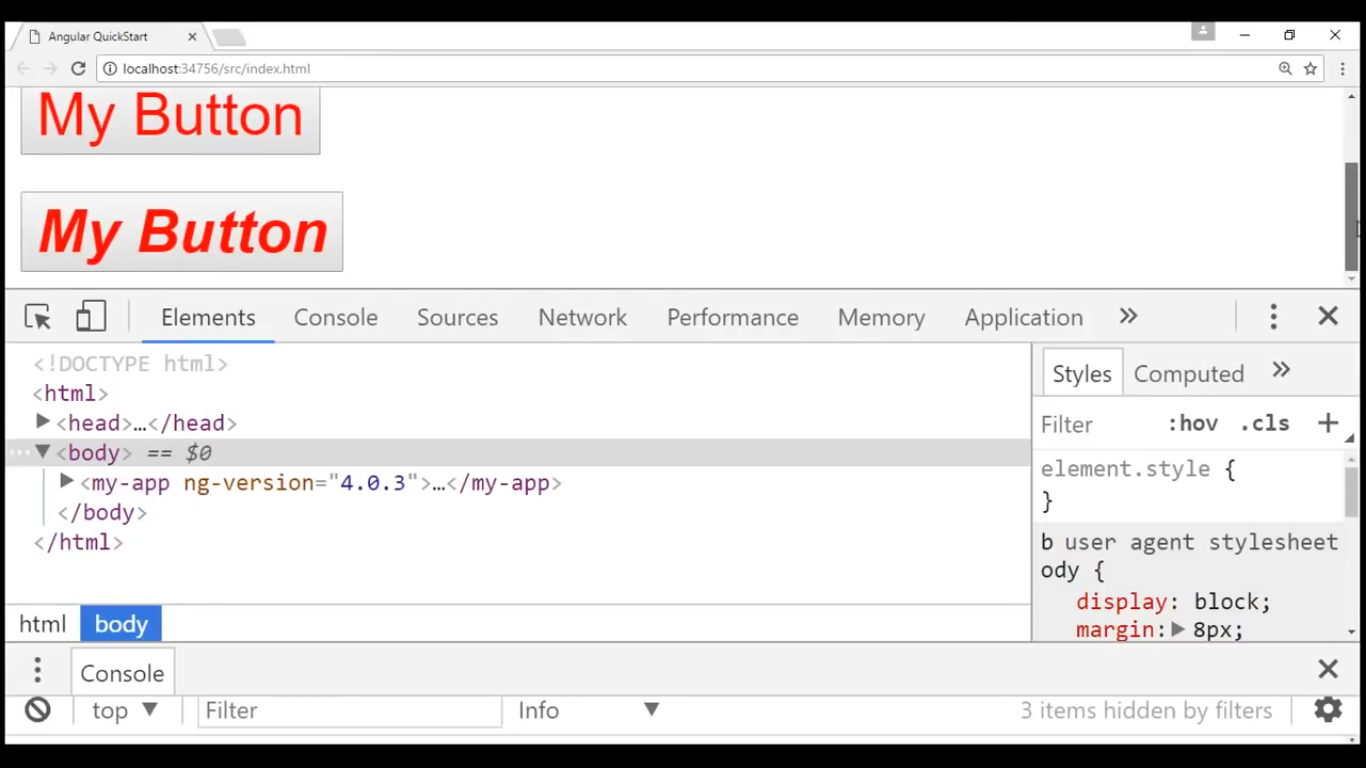 Angular QuickStart
localhost:34756/src/index.html
My Button
My Button
Elements Console Sources Network Performance Memory Application »
<!DOCTYPE html>
<html>
<head>…</head>
<body> == $0
<my-app ng-version="4.0.3">…</my-app>
</body>
</html>
html body
Styles Computed »
Filter :hov .cls +
element.style {
}
b user agent stylesheet
ody {
display: block;
margin: 8px;
Console
top Filter Info 3 items hidden by filters